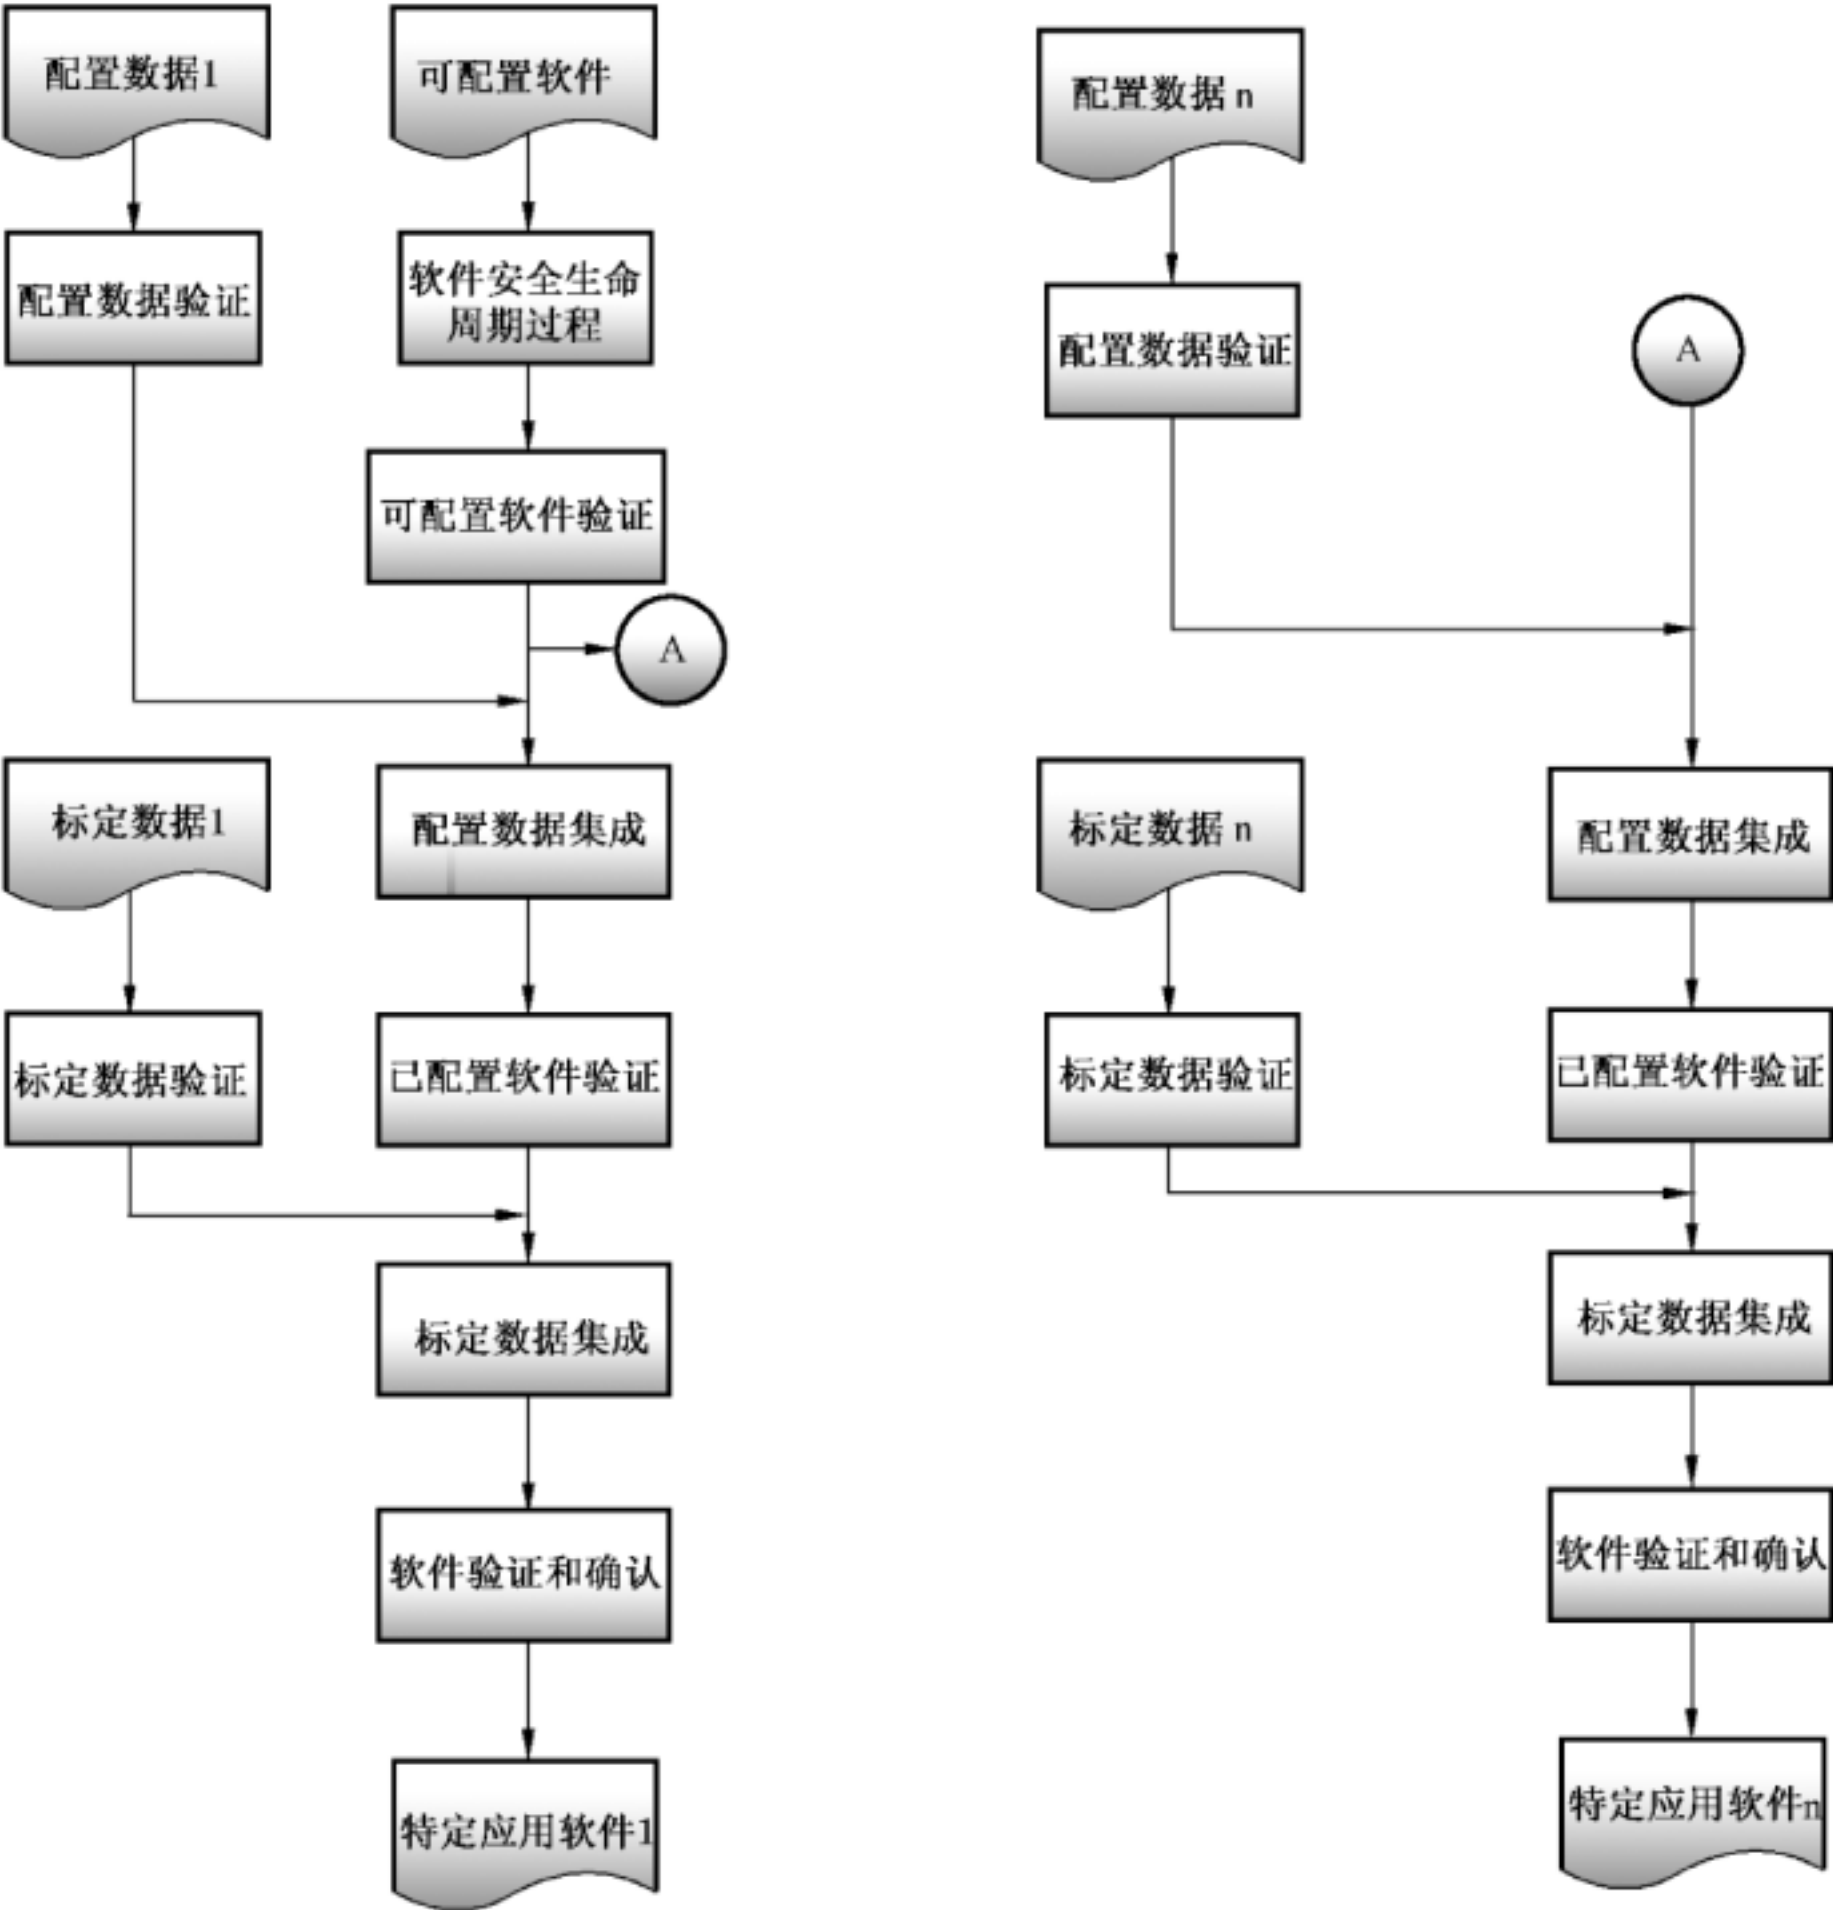 配置数据1
可配置软件
配置数据验证
软件安全生命
周期过程
可配置软件验证
A
标定数据1
配置数据集成
标定数据验证
已配置软件验证
标定数据集成
软件验证和确认
特定应用软件1
配置数据 n
配置数据验证
A
标定数据 n
配置数据集成
标定数据验证
已配置软件验证
标定数据集成
软件验证和确认
特定应用软件n